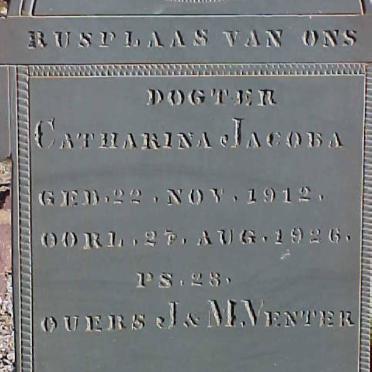 RUSPLAAS VAN ONS
DOGTER
CATHARINA JACOBA
GEB. 22. NOV. 1912.
OORL. 27. AUG. 1926.
PS. 23.
OUERS J & M. VENTER